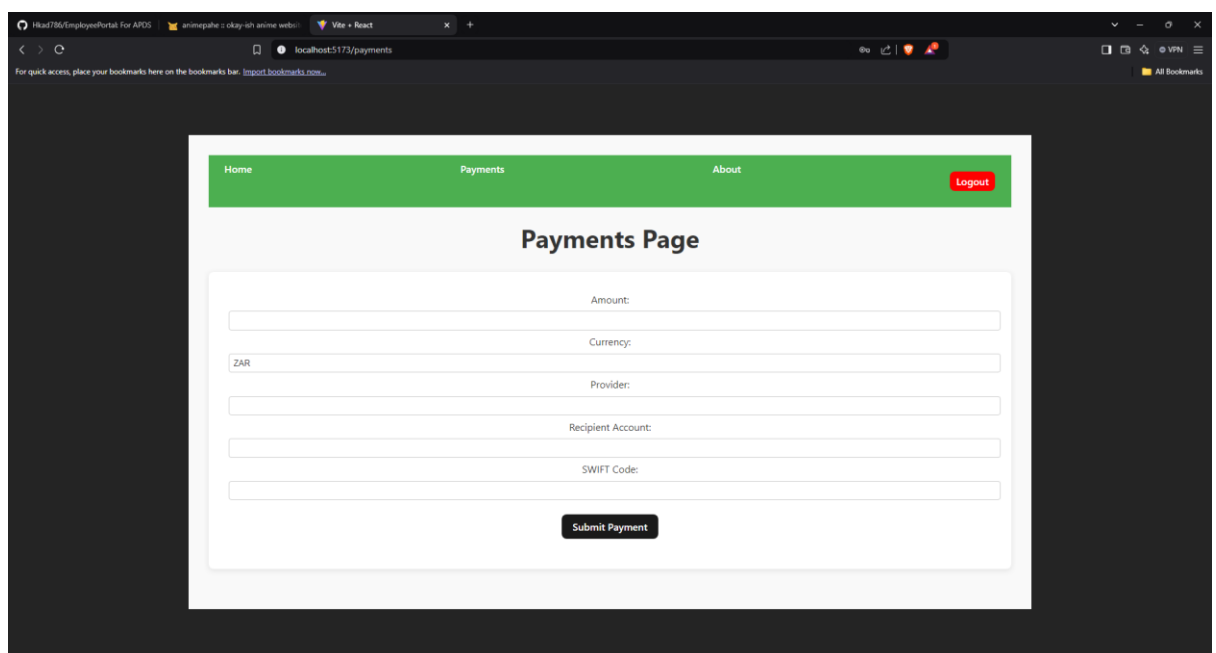 Hkad786/EmployeePortal: For APDS
animepahe :: okay-ish anime websi
Vite + React
localhost:5173/payments
VPN
For quick access, place your bookmarks here on the bookmarks bar. Import bookmarks now...
All Bookmarks
Home Payments About Logout
Payments Page
Amount:
Currency:
ZAR
Provider:
Recipient Account:
SWIFT Code:
Submit Payment